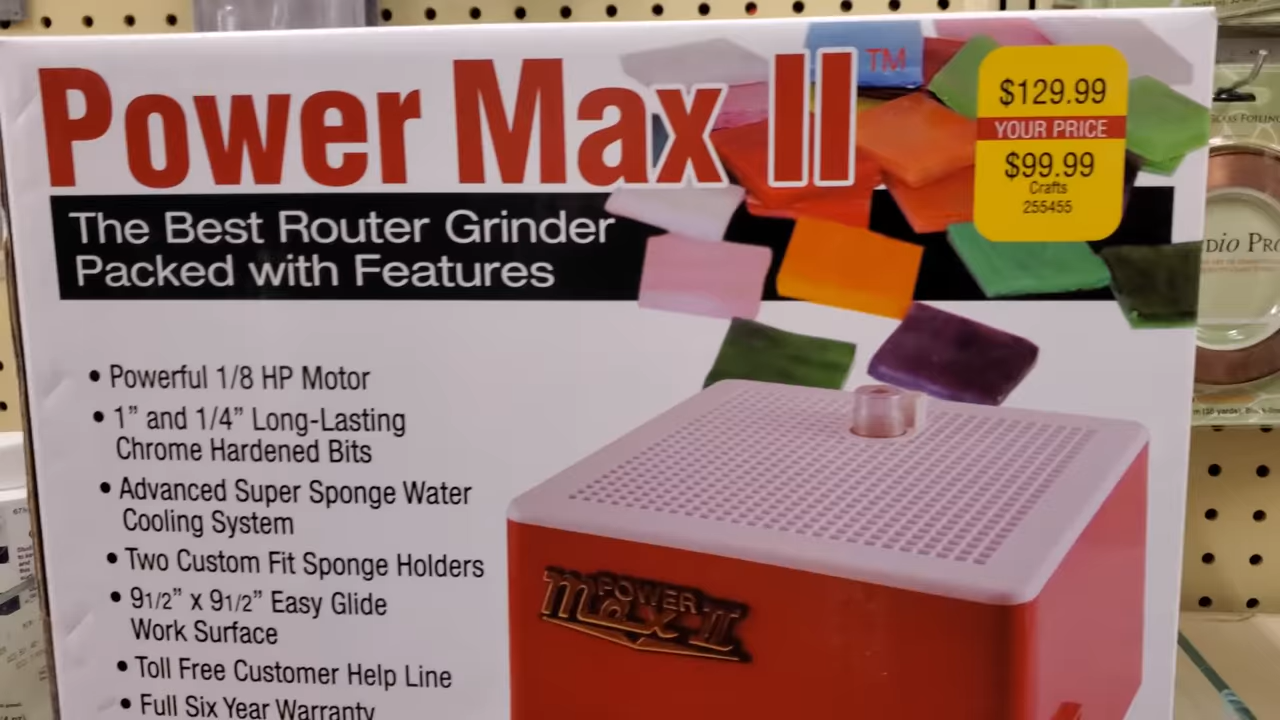 Power Max II™
$129.99
YOUR PRICE
$99.99
Crafts
255455
The Best Router Grinder
Packed with Features
• Powerful 1/8 HP Motor
• 1” and 1/4” Long-Lasting
Chrome Hardened Bits
• Advanced Super Sponge Water
Cooling System
• Two Custom Fit Sponge Holders
• 91/2” x 91/2” Easy Glide
Work Surface
• Toll Free Customer Help Line
• Full Six Year Warranty
POWER
Max II
FOILING